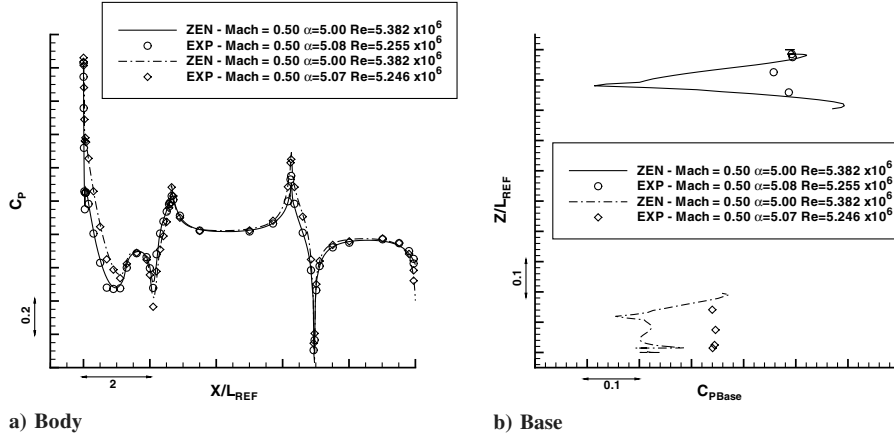 ZEN - Mach = 0.50 α=5.00 Re=5.382 x10⁶
EXP - Mach = 0.50 α=5.08 Re=5.255 x10⁶
ZEN - Mach = 0.50 α=5.00 Re=5.382 x10⁶
EXP - Mach = 0.50 α=5.07 Re=5.246 x10⁶
C_P
0.2
2
X/L_REF
a) Body
ZEN - Mach = 0.50 α=5.00 Re=5.382 x10⁶
EXP - Mach = 0.50 α=5.08 Re=5.255 x10⁶
ZEN - Mach = 0.50 α=5.00 Re=5.382 x10⁶
EXP - Mach = 0.50 α=5.07 Re=5.246 x10⁶
Z/L_REF
0.1
0.1
C_PBase
b) Base